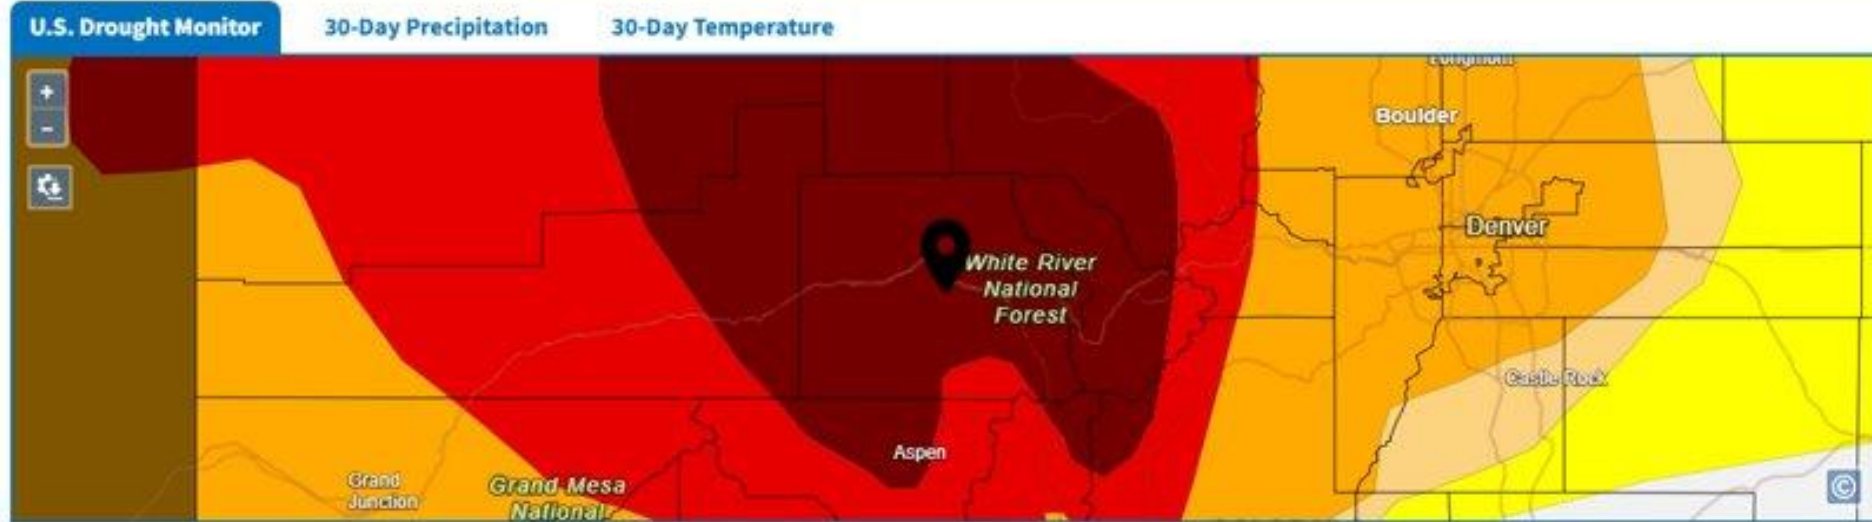 U.S. Drought Monitor
30-Day Precipitation
30-Day Temperature
+
-
Longmont
Boulder
Denver
White River
National
Forest
Castle Rock
Aspen
Grand
Junction
Grand Mesa
National
©